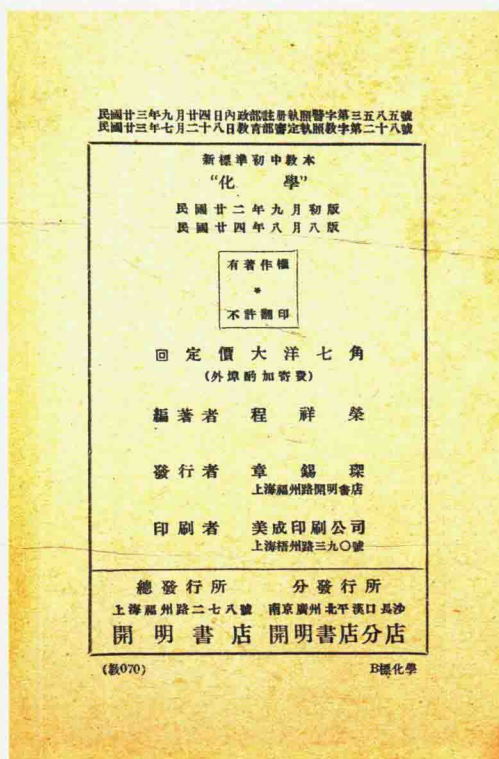 民國廿三年九月廿四日內政部註册執照警字第三五八五號
民國廿三年七月二十八日教育部審定執照教字第二十八號
新標準初中教本
“化 學”
民國廿二年九月初版
民國廿四年八月八版
有著作權
*
不許翻印
回 定價大洋七角
(外埠酌加寄費)
編著者 程祥榮
發行者 章錫琛
上海福州路開明書店
印刷者 美成印刷公司
上海梧州路三九〇號
總發行所 分發行所
上海福州路二七八號 南京廣州北平漢口長沙
開明書店 開明書店分店
(教070) B標化學